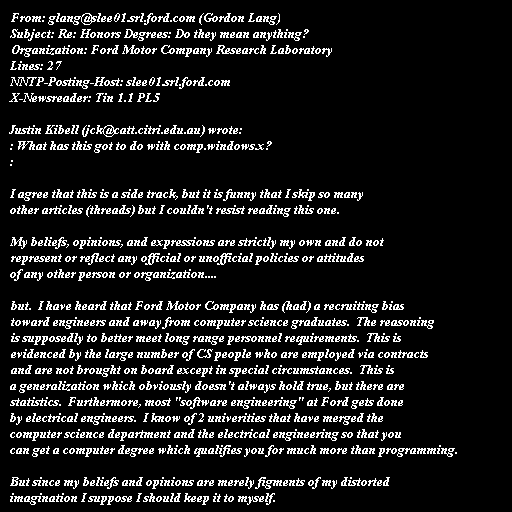 From: glang@slee01.srl.ford.com (Gordon Lang)
Subject: Re: Honors Degrees: Do they mean anything?
Organization: Ford Motor Company Research Laboratory
Lines: 27
NNTP-Posting-Host: slee01.srl.ford.com
X-Newsreader: Tin 1.1 PL5

Justin Kibell (jck@catt.citri.edu.au) wrote:
: What has this got to do with comp.windows.x?
:

I agree that this is a side track, but it is funny that I skip so many
other articles (threads) but I couldn't resist reading this one.

My beliefs, opinions, and expressions are strictly my own and do not
represent or reflect any official or unofficial policies or attitudes
of any other person or organization....

but.  I have heard that Ford Motor Company has (had) a recruiting bias
toward engineers and away from computer science graduates.  The reasoning
is supposedly to better meet long range personnel requirements.  This is
evidenced by the large number of CS people who are employed via contracts
and are not brought on board except in special circumstances.  This is
a generalization which obviously doesn't always hold true, but there are
statistics.  Furthermore, most "software engineering" at Ford gets done
by electrical engineers.  I know of 2 univerities that have merged the
computer science department and the electrical engineering so that you
can get a computer degree which qualifies you for much more than programming.

But since my beliefs and opinions are merely figments of my distorted
imagination I suppose I should keep it to myself.